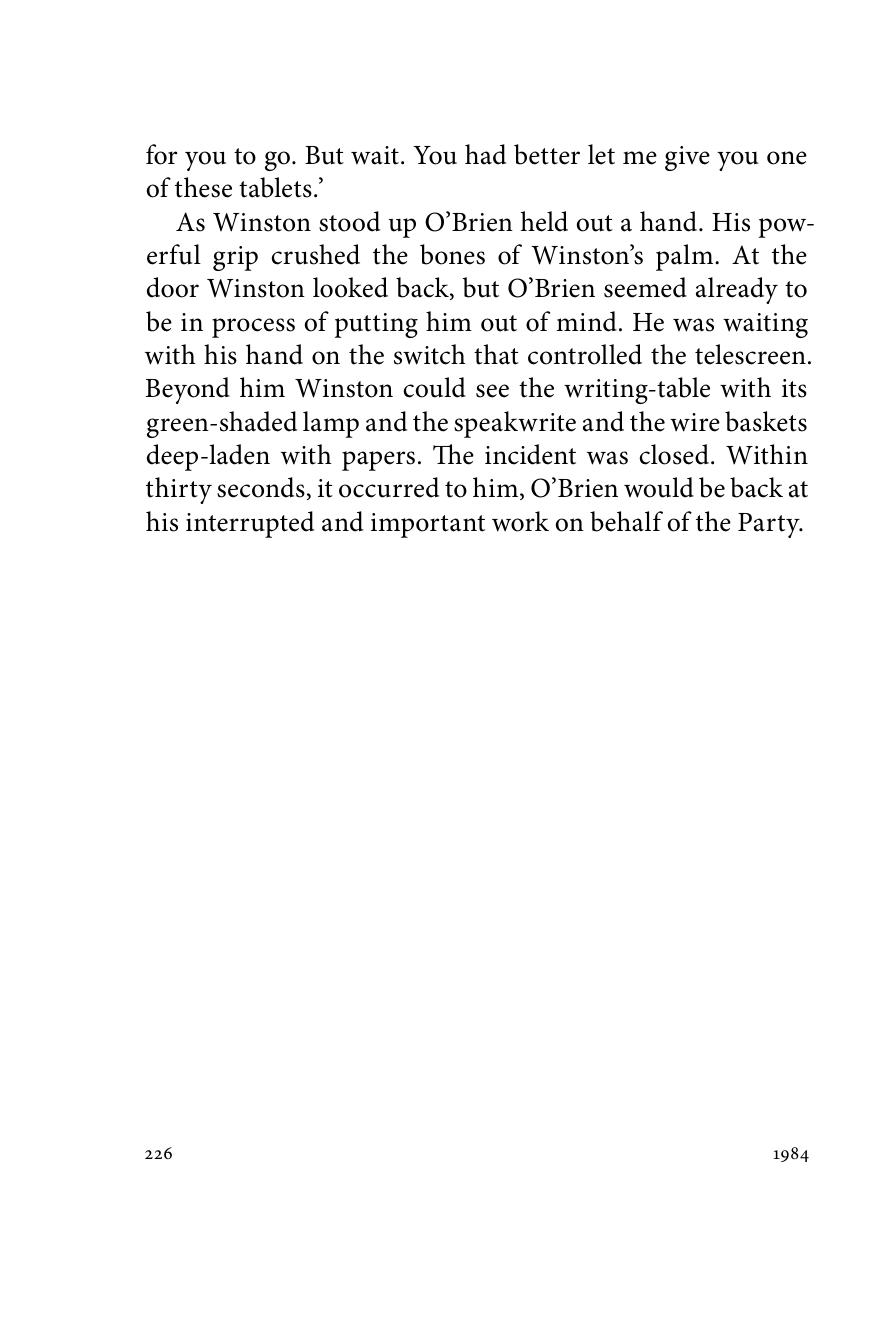 for you to go. But wait. You had better let me give you one
of these tablets.’
As Winston stood up O’Brien held out a hand. His pow-
erful grip crushed the bones of Winston’s palm. At the
door Winston looked back, but O’Brien seemed already to
be in process of putting him out of mind. He was waiting
with his hand on the switch that controlled the telescreen.
Beyond him Winston could see the writing-table with its
green-shaded lamp and the speakwrite and the wire baskets
deep-laden with papers. The incident was closed. Within
thirty seconds, it occurred to him, O’Brien would be back at
his interrupted and important work on behalf of the Party.
226 1984